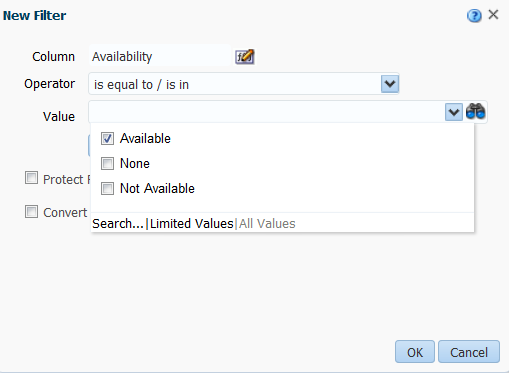 New Filter
Column Availability
Operator is equal to / is in
Value
Available
None
Not Available
Protect
Convert
Search...|Limited Values|All Values
OK Cancel